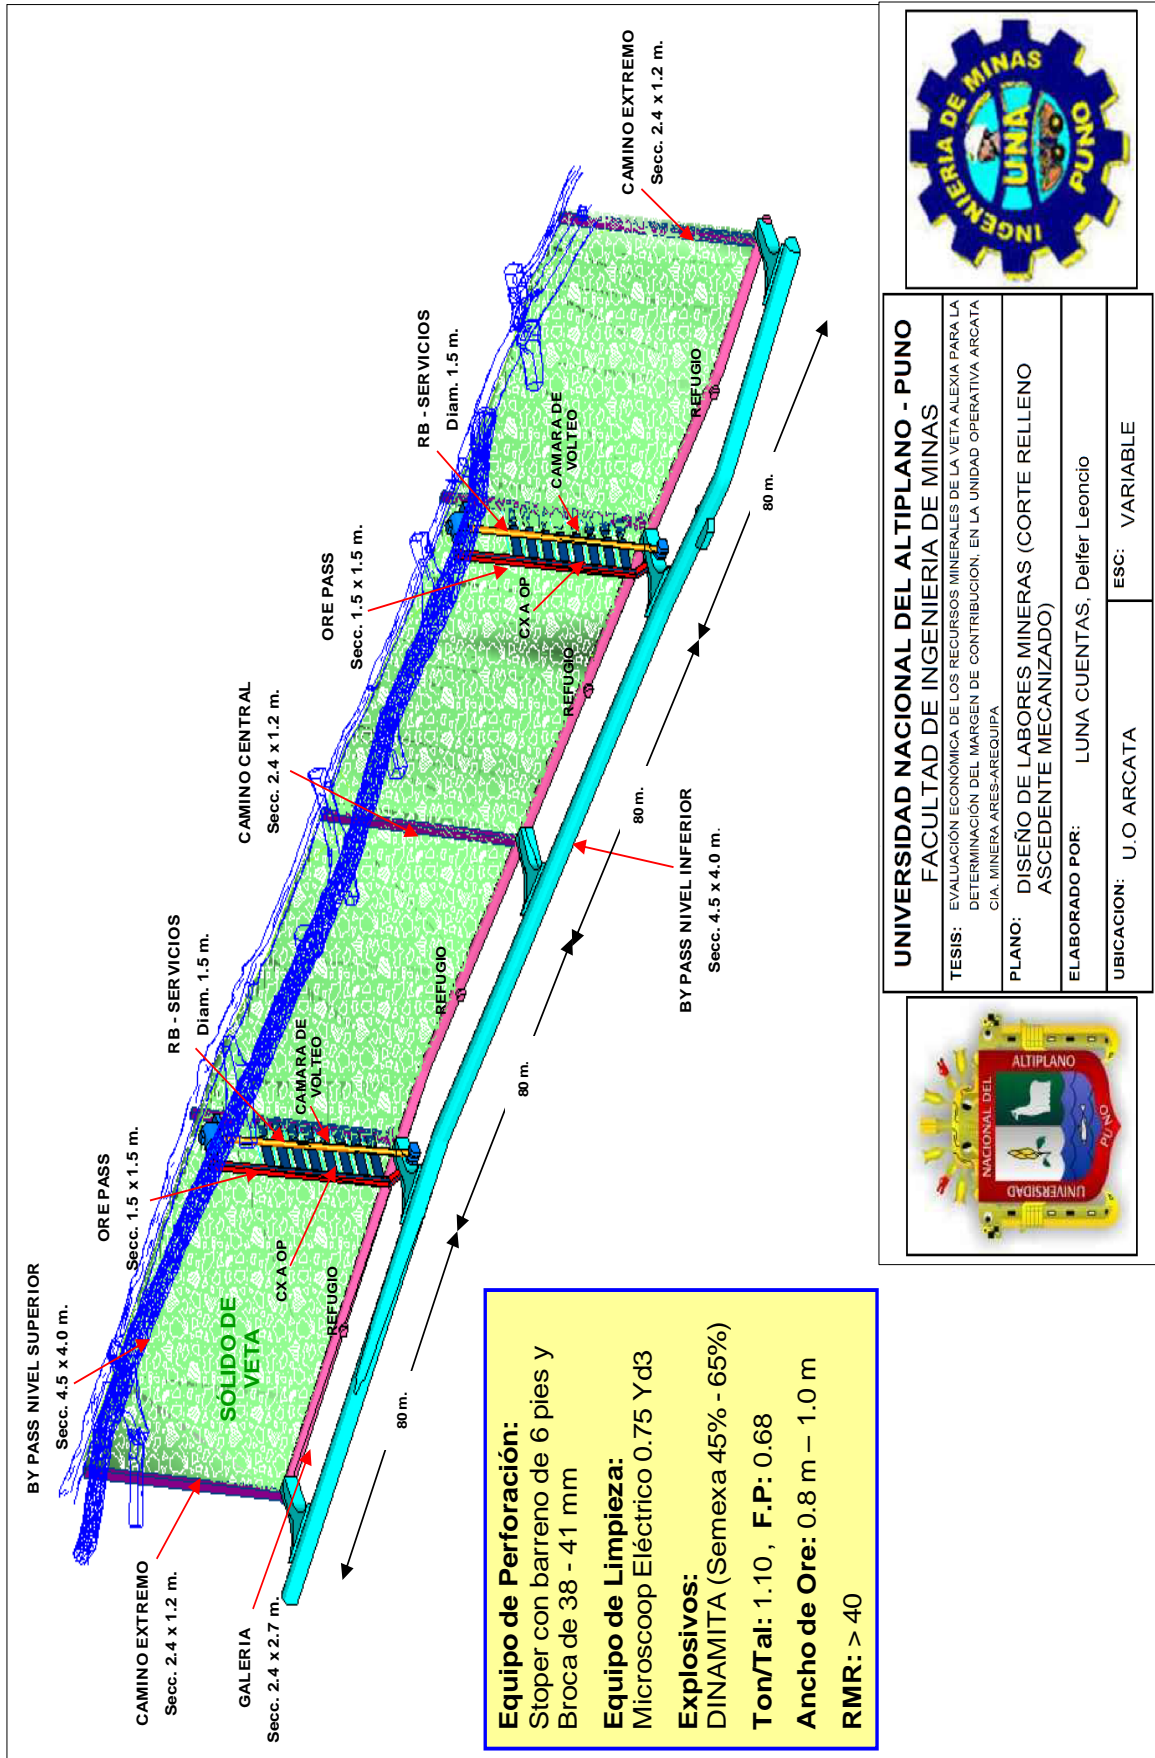 BY PASS NIVEL SUPERIOR
Secc. 4.5 x 4.0 m.
CAMINO EXTREMO
Secc. 2.4 x 1.2 m.
GALERIA
Secc. 2.4 x 2.7 m.
ORE PASS
Secc. 1.5 x 1.5 m.
RB - SERVICIOS
Diam. 1.5 m.
CAMARA DE
VOLTEO
CX A OP
SÓLIDO DE
VETA
REFUGIO
80 m.
CAMINO CENTRAL
Secc. 2.4 x 1.2 m.
REFUGIO
80 m.
ORE PASS
Secc. 1.5 x 1.5 m.
RB - SERVICIOS
Diam. 1.5 m.
CAMARA DE
VOLTEO
CX A OP
REFUGIO
80 m.
BY PASS NIVEL INFERIOR
Secc. 4.5 x 4.0 m.
CAMINO EXTREMO
Secc. 2.4 x 1.2 m.
REFUGIO
80 m.
Equipo de Perforación:
Stoper con barreno de 6 pies y
Broca de 38 - 41 mm
Equipo de Limpieza:
Microscoop Eléctrico 0.75 Yd3
Explosivos:
DINAMITA (Semexa 45% - 65%)
Ton/Tal: 1.10 , F.P: 0.68
Ancho de Ore: 0.8 m – 1.0 m
RMR: > 40
UNIVERSIDAD
NACIONAL DEL
ALTIPLANO
PUNO
UNIVERSIDAD NACIONAL DEL ALTIPLANO - PUNO
FACULTAD DE INGENIERIA DE MINAS
TESIS: EVALUACIÓN ECONÓMICA DE LOS RECURSOS MINERALES DE LA VETA ALEXIA PARA LA
DETERMINACIÓN DEL MARGEN DE CONTRIBUCION, EN LA UNIDAD OPERATIVA ARCATA
CIA. MINERA ARES-AREQUIPA
PLANO: DISEÑO DE LABORES MINERAS (CORTE RELLENO
ASCEDENTE MECANIZADO)
ELABORADO POR: LUNA CUENTAS, Delfer Leoncio
UBICACION: U.O ARCATA
ESC: VARIABLE
INGENIERIA DE MINAS
UNA
PUNO